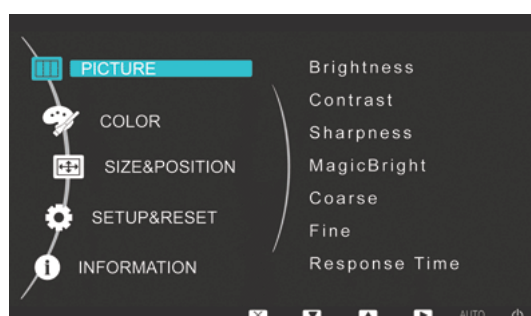 PICTURE
COLOR
SIZE&POSITION
SETUP&RESET
INFORMATION
Brightness
Contrast
Sharpness
MagicBright
Coarse
Fine
Response Time
AUTO